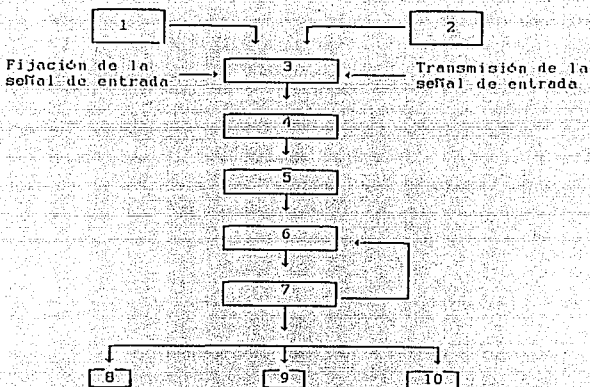 1
2
Fijación de la
señal de entrada
3
Transmisión de la
señal de entrada
4
5
6
7
8
9
10